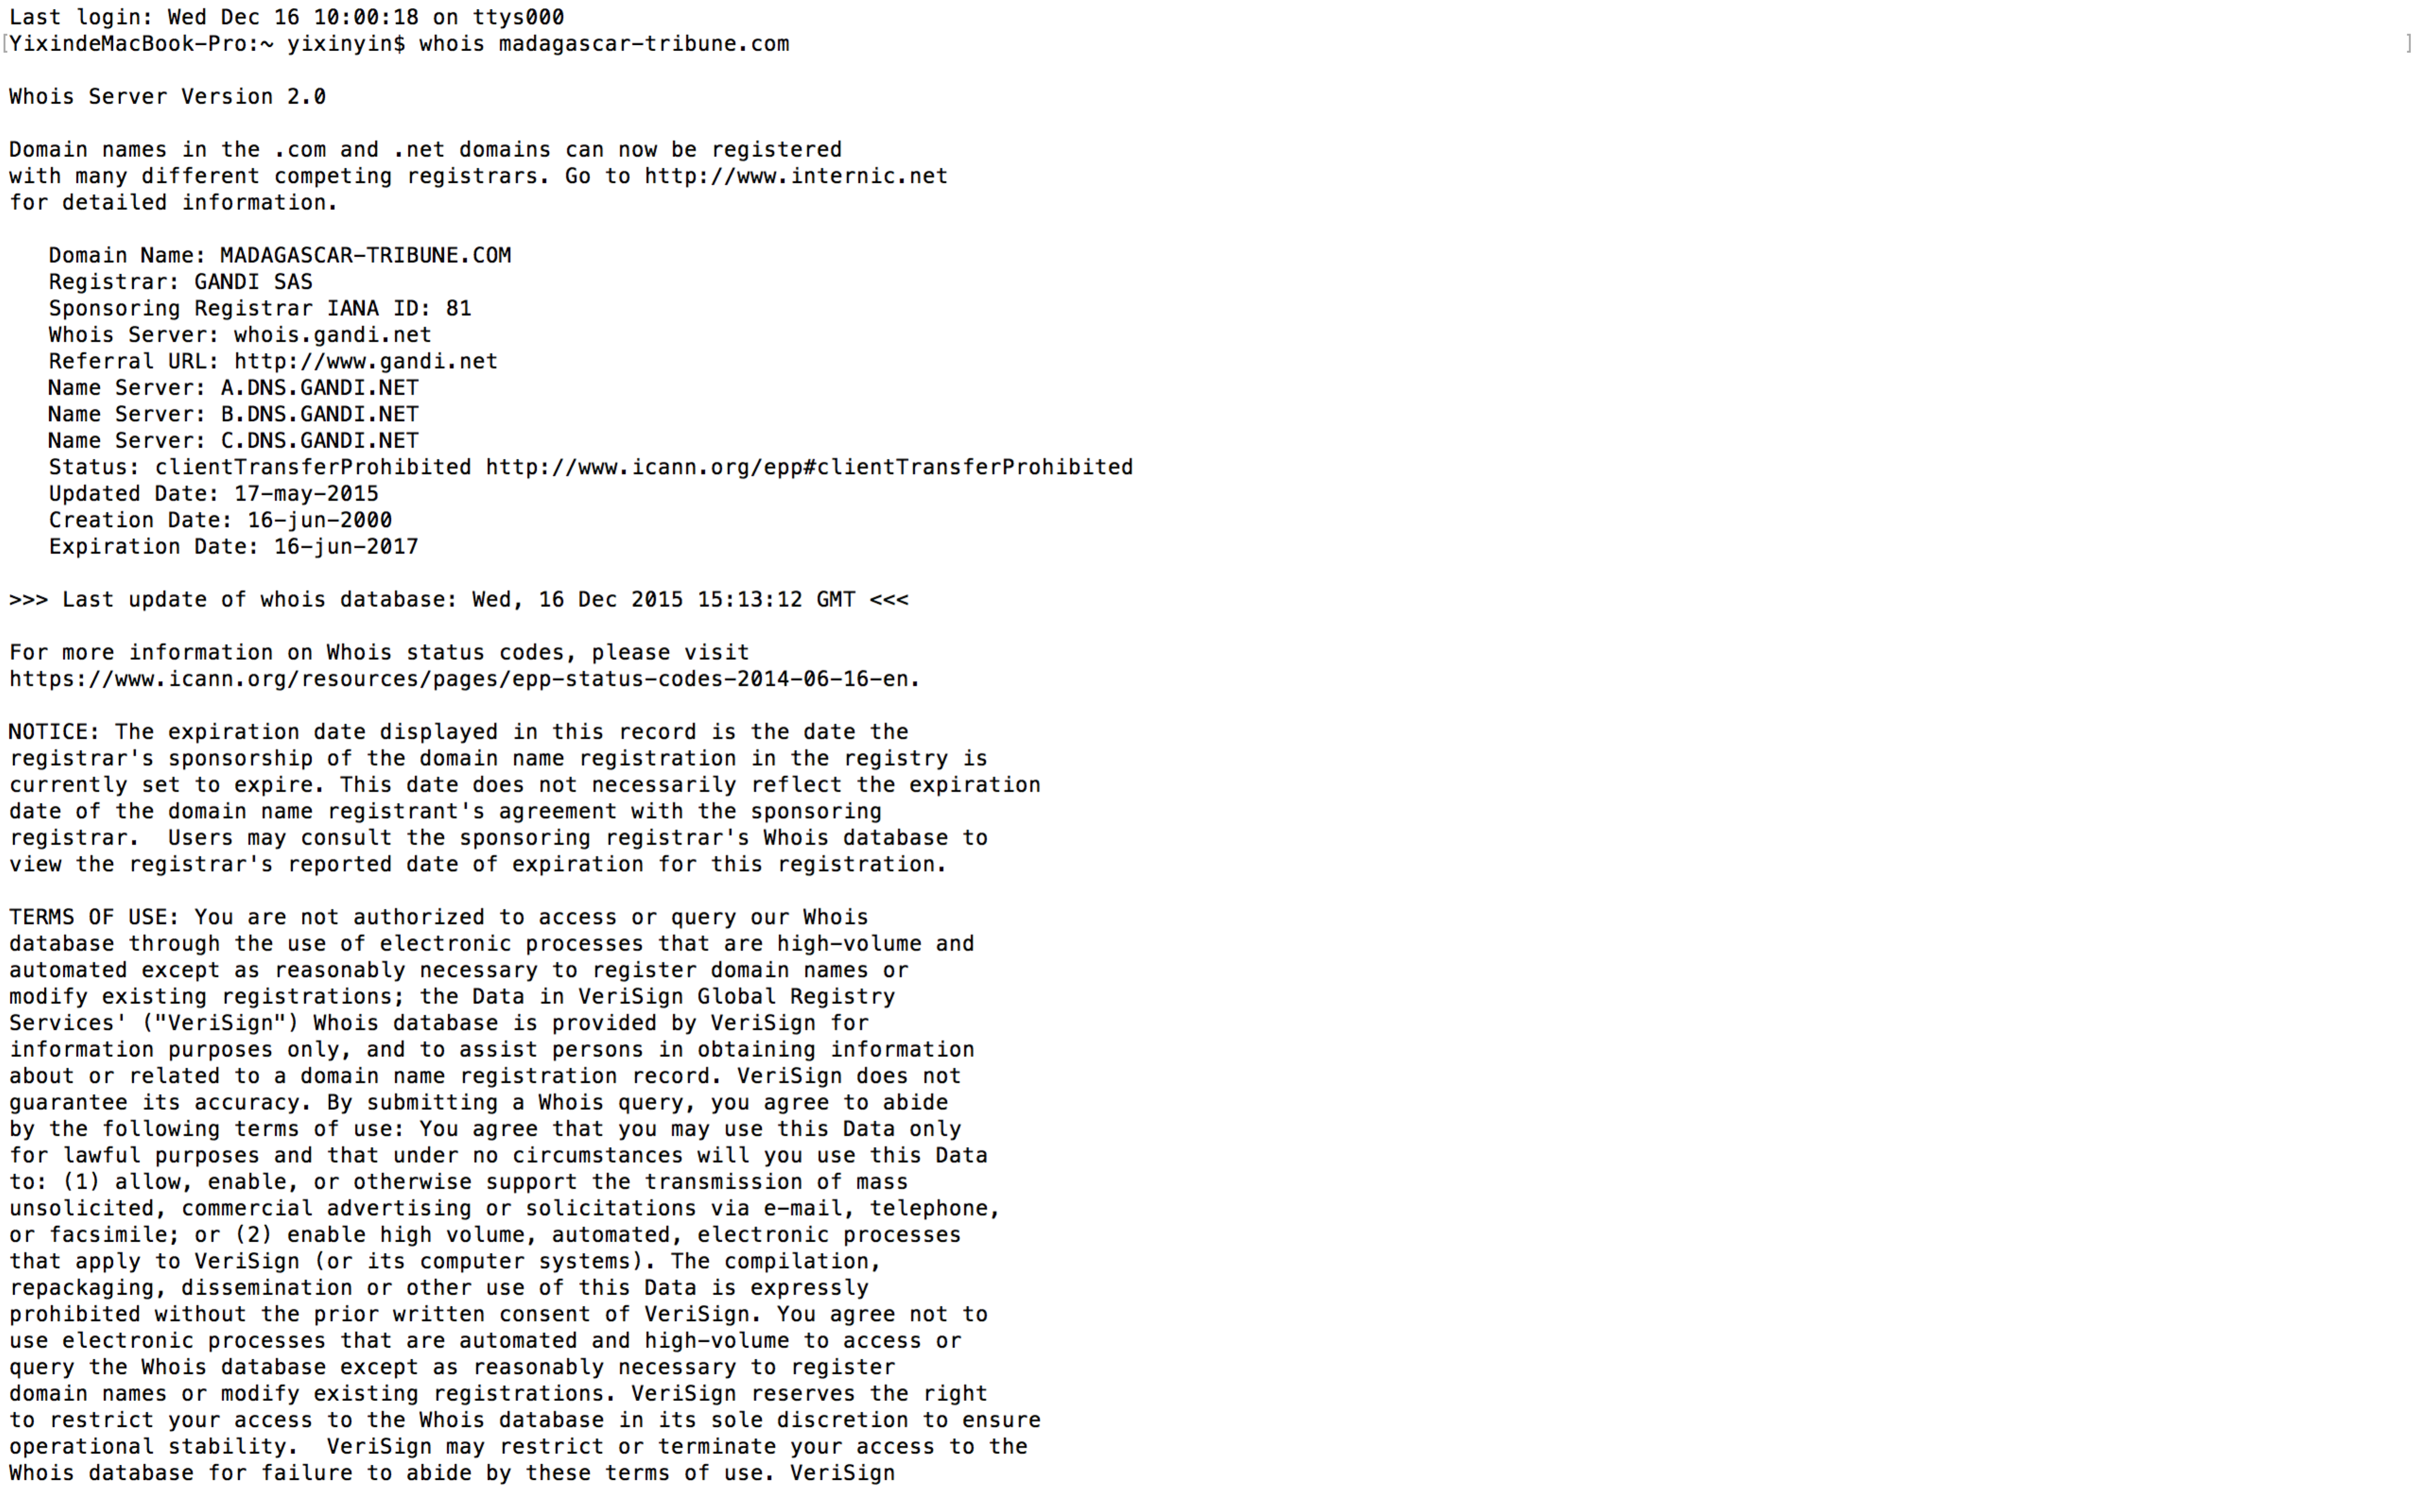 Last login: Wed Dec 16 10:00:18 on ttys000
[YixindeMacBook-Pro:~ yixinyin$ whois madagascar-tribune.com ]
Whois Server Version 2.0
Domain names in the .com and .net domains can now be registered
with many different competing registrars. Go to http://www.internic.net
for detailed information.
Domain Name: MADAGASCAR-TRIBUNE.COM
Registrar: GANDI SAS
Sponsoring Registrar IANA ID: 81
Whois Server: whois.gandi.net
Referral URL: http://www.gandi.net
Name Server: A.DNS.GANDI.NET
Name Server: B.DNS.GANDI.NET
Name Server: C.DNS.GANDI.NET
Status: clientTransferProhibited http://www.icann.org/epp#clientTransferProhibited
Updated Date: 17-may-2015
Creation Date: 16-jun-2000
Expiration Date: 16-jun-2017
>>> Last update of whois database: Wed, 16 Dec 2015 15:13:12 GMT <<<
For more information on Whois status codes, please visit
https://www.icann.org/resources/pages/epp-status-codes-2014-06-16-en.
NOTICE: The expiration date displayed in this record is the date the
registrar's sponsorship of the domain name registration in the registry is
currently set to expire. This date does not necessarily reflect the expiration
date of the domain name registrant's agreement with the sponsoring
registrar.  Users may consult the sponsoring registrar's Whois database to
view the registrar's reported date of expiration for this registration.
TERMS OF USE: You are not authorized to access or query our Whois
database through the use of electronic processes that are high-volume and
automated except as reasonably necessary to register domain names or
modify existing registrations; the Data in VeriSign Global Registry
Services' ("VeriSign") Whois database is provided by VeriSign for
information purposes only, and to assist persons in obtaining information
about or related to a domain name registration record. VeriSign does not
guarantee its accuracy. By submitting a Whois query, you agree to abide
by the following terms of use: You agree that you may use this Data only
for lawful purposes and that under no circumstances will you use this Data
to: (1) allow, enable, or otherwise support the transmission of mass
unsolicited, commercial advertising or solicitations via e-mail, telephone,
or facsimile; or (2) enable high volume, automated, electronic processes
that apply to VeriSign (or its computer systems). The compilation,
repackaging, dissemination or other use of this Data is expressly
prohibited without the prior written consent of VeriSign. You agree not to
use electronic processes that are automated and high-volume to access or
query the Whois database except as reasonably necessary to register
domain names or modify existing registrations. VeriSign reserves the right
to restrict your access to the Whois database in its sole discretion to ensure
operational stability.  VeriSign may restrict or terminate your access to the
Whois database for failure to abide by these terms of use. VeriSign